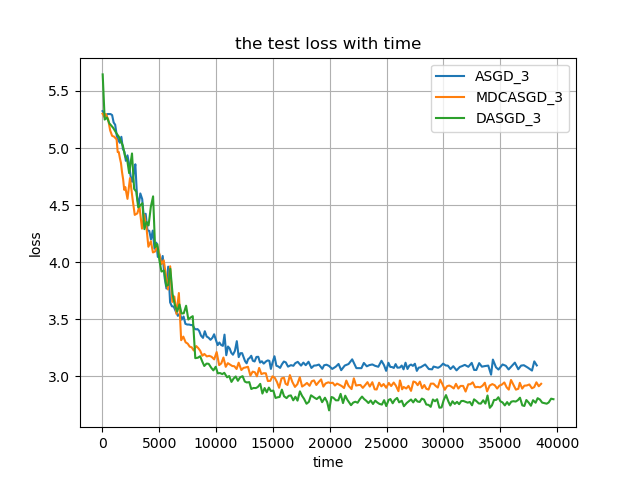 the test loss with time
ASGD_3
MDCASGD_3
DASGD_3
5.5
5.0
4.5
4.0
3.5
3.0
loss
0 5000 10000 15000 20000 25000 30000 35000 40000
time